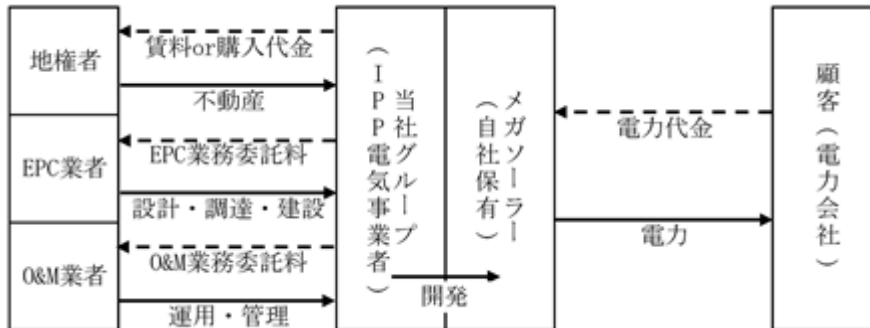 地権者
賃料or購入代金
不動産
EPC業者
EPC業務委託料
設計・調達・建設
O&M業者
O&M業務委託料
運用・管理
当社グループ
(IPP電気事業者)
開発
メガソーラー
(自社保有)
電力代金
電力
顧客(電力会社)